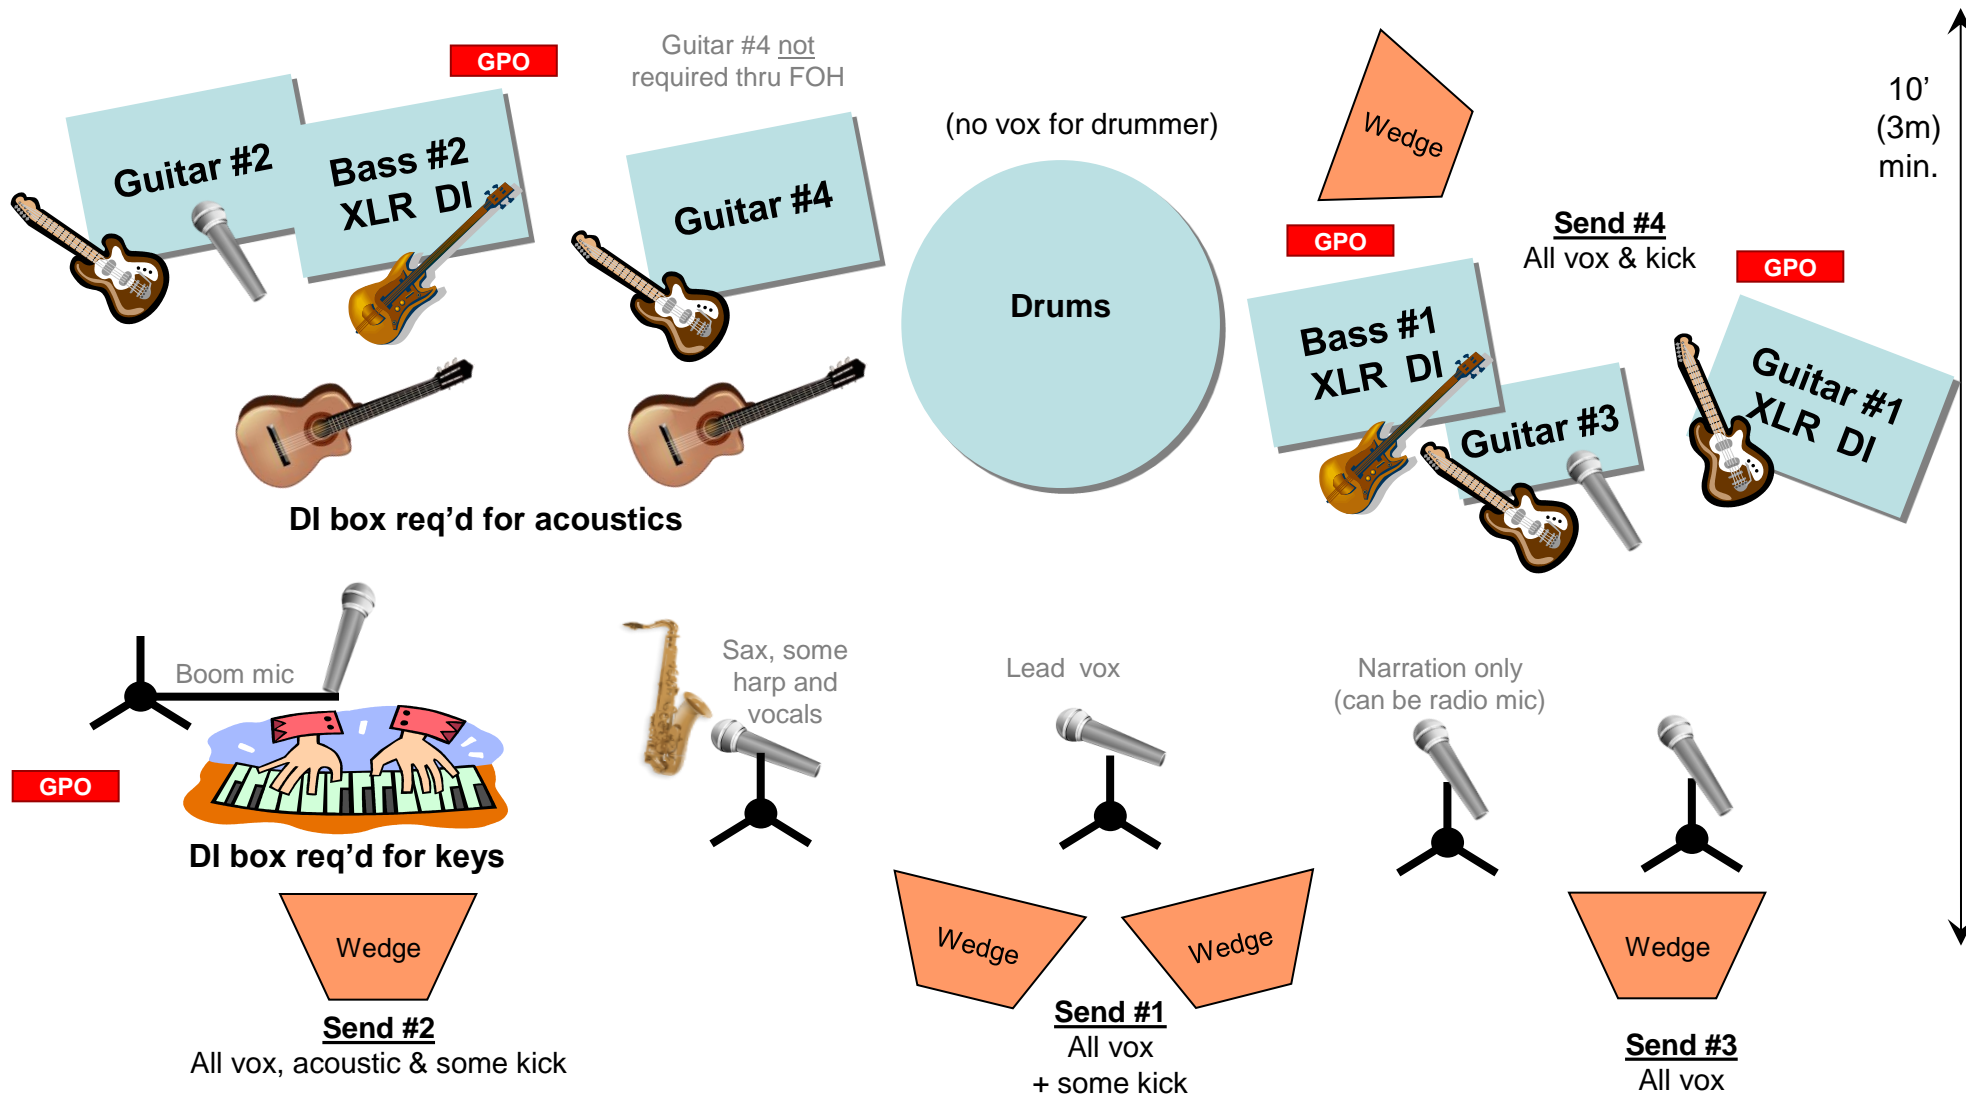 GPO
Guitar #4 not
required thru FOH
(no vox for drummer)
Wedge
10’
(3m)
min.
Guitar #2
Bass #2
XLR DI
Guitar #4
GPO
Send #4
All vox & kick
GPO
Drums
Bass #1
XLR DI
Guitar #3
Guitar #1
XLR DI
DI box req’d for acoustics
Boom mic
Sax, some
harp and
vocals
Lead vox
Narration only
(can be radio mic)
GPO
DI box req’d for keys
Wedge
Wedge
Wedge
Wedge
Send #2
All vox, acoustic & some kick
Send #1
All vox
+ some kick
Send #3
All vox